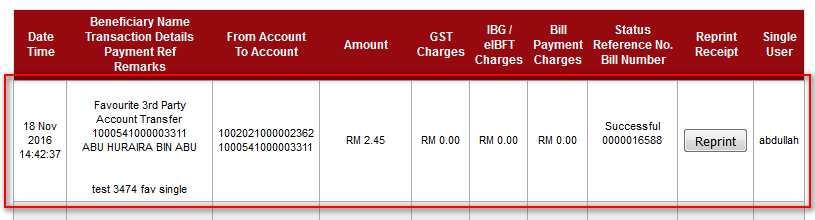 Date
Time
Beneficiary Name
Transaction Details
Payment Ref
Remarks
From Account
To Account
Amount
GST
Charges
IBG /
eIBFT
Charges
Bill
Payment
Charges
Status
Reference No.
Bill Number
Reprint
Receipt
Single
User
18 Nov
2016
14:42:37
Favourite 3rd Party
Account Transfer
1000541000003311
ABU HURAIRA BIN ABU
test 3474 fav single
1002021000002362
1000541000003311
RM 2.45
RM 0.00
RM 0.00
RM 0.00
Successful
0000016588
Reprint
abdullah